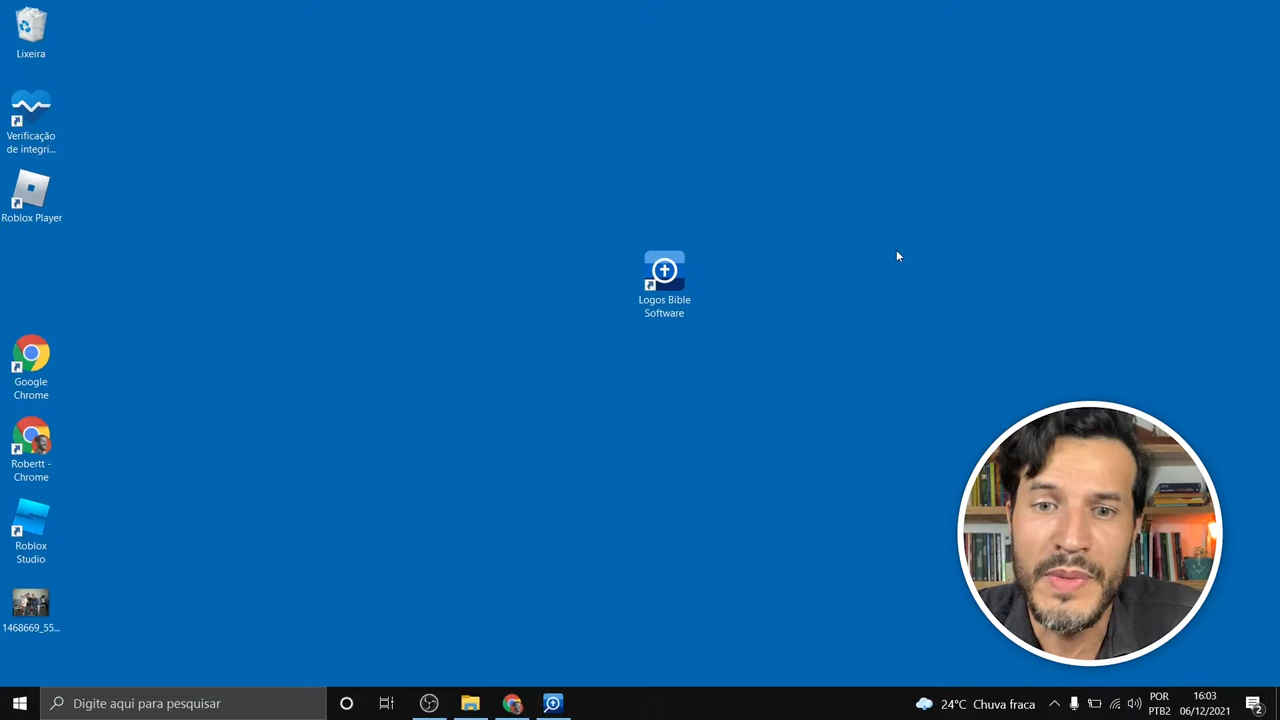 Lixeira
Verificação
de integri...
Roblox Player
Logos Bible
Software
Google
Chrome
Robertt -
Chrome
Roblox
Studio
1468669_55...
Digite aqui para pesquisar
24°C Chuva fraca
POR
PTB2
16:03
06/12/2021
2